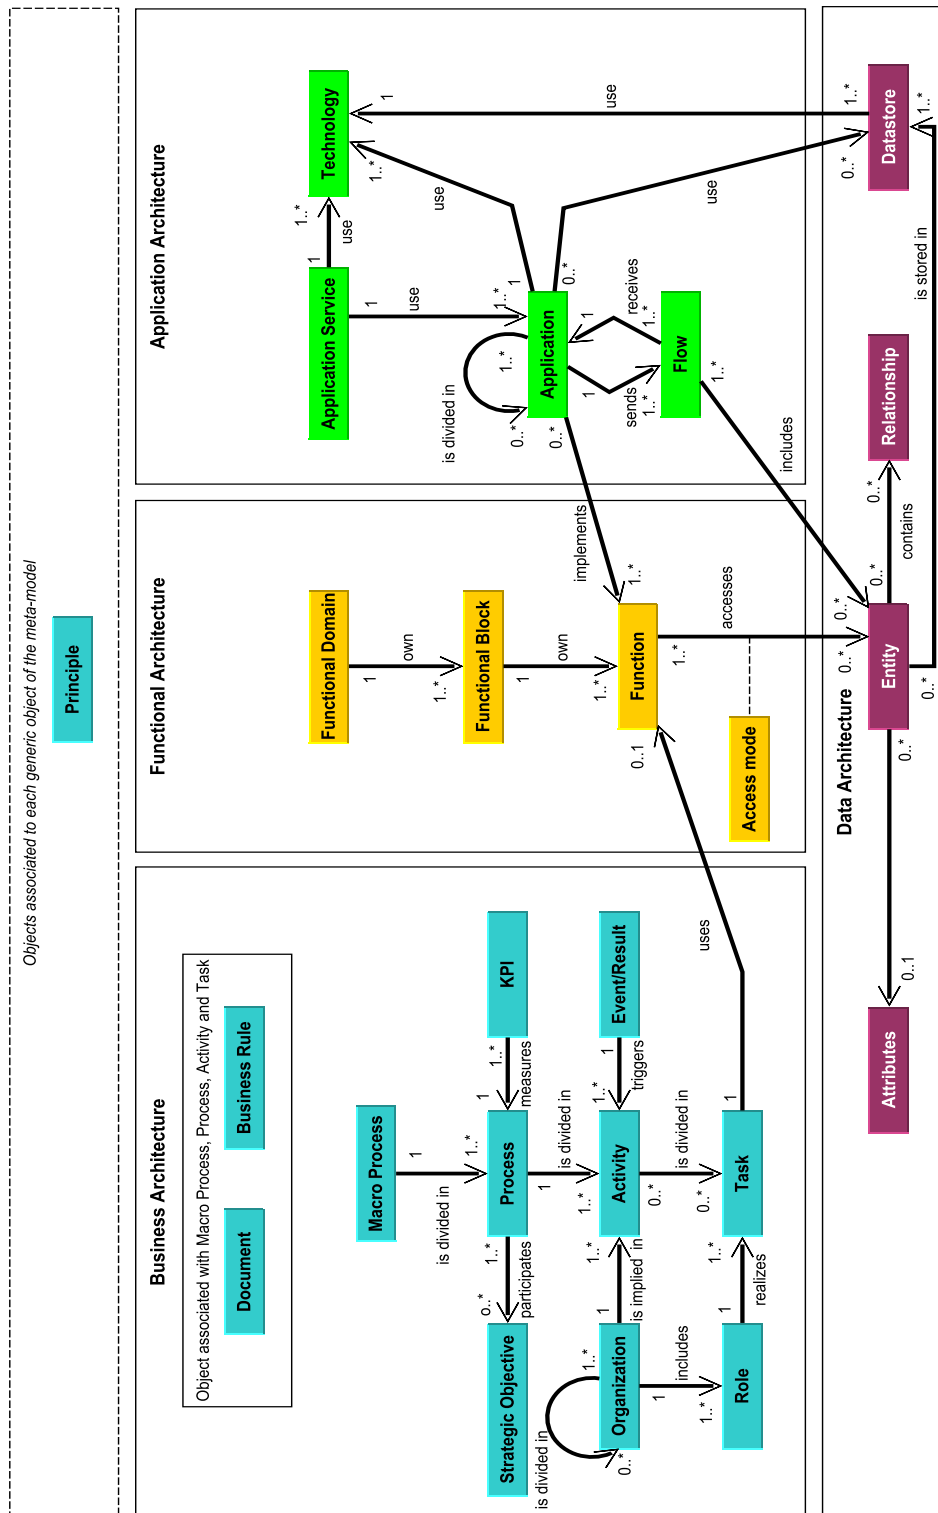 Objects associated to each generic object of the meta-model
Principle
Business Architecture
Object associated with Macro Process, Process, Activity and Task
Document
Business Rule
Macro Process
1
is divided in
1..*
Strategic Objective
o..*
participates
1..*
Process
1
measures
1..*
KPI
1
is divided in
1..*
is divided in
0..*
1..*
Organization
1
is implied in
1..*
Activity
1..*
triggers
1
Event/Result
1
includes
1..*
0..*
is divided in
0..*
Role
1
realizes
1..*
Task
1
uses
0..1
Functional Architecture
Functional Domain
1
own
1..*
Functional Block
1
own
1..*
Function
1..*
accesses
0..*
Access mode
implements
1..*
0..*
Application Architecture
Application Service
1
use
1..*
Technology
1
use
1..*
is divided in
0..*
1..*
Application
1
use
1..*
0..*
use
0..*
1
sends
1..*
1
receives
1..*
Flow
1..*
includes
0..*
1
use
1..*
Data Architecture
Attributes
0..1
0..*
Entity
0..*
contains
0..*
Relationship
0..*
is stored in
1..*
Datastore